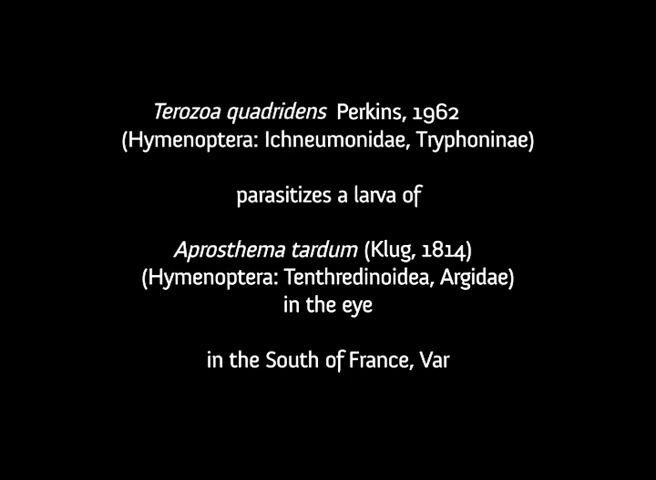 Terozoa quadridens Perkins, 1962
(Hymenoptera: Ichneumonidae, Tryphoninae)
parasitizes a larva of
Aprosthema tardum (Klug, 1814)
(Hymenoptera: Tenthredinoidea, Argidae)
in the eye
in the South of France, Var